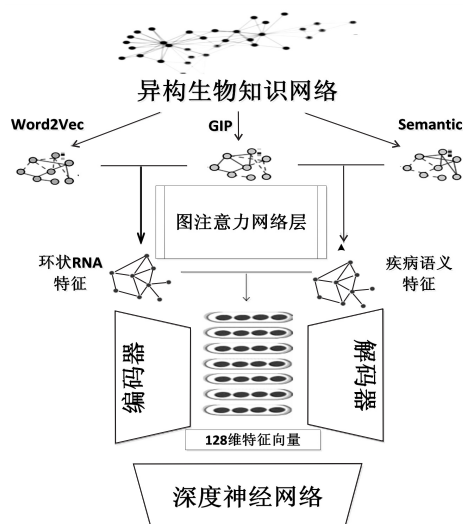 异构生物知识网络
Word2Vec
GIP
Semantic
图注意力网络层
环状RNA
特征
疾病语义
特征
编码器
解码器
128维特征向量
深度神经网络